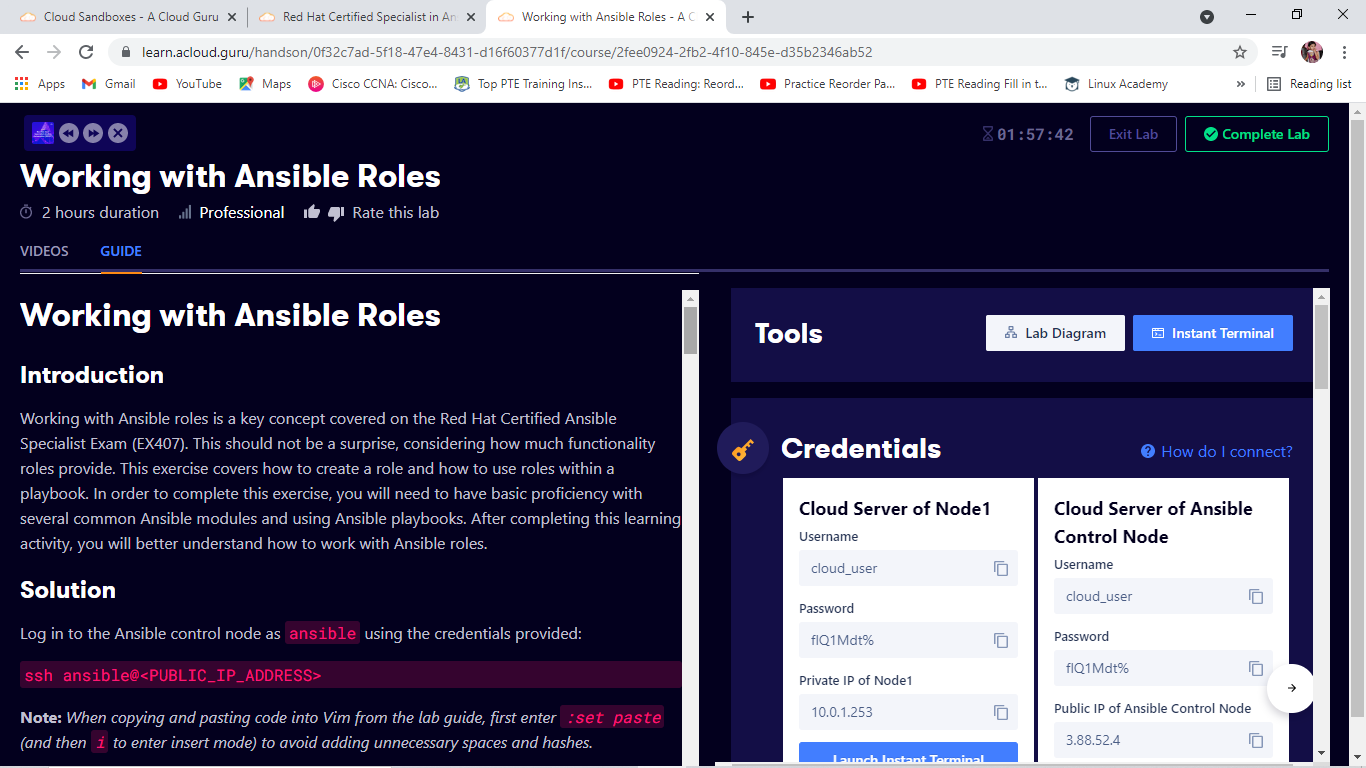 Cloud Sandboxes - A Cloud Guru
Red Hat Certified Specialist in An
Working with Ansible Roles - A C
learn.acloud.guru/handson/0f32c7ad-5f18-47e4-8431-d16f60377d1f/course/2fee0924-2fb2-4f10-845e-d35b2346ab52
Apps Gmail YouTube Maps Cisco CCNA: Cisco... Top PTE Training Ins... PTE Reading: Reord... Practice Reorder Pa... PTE Reading Fill in t... Linux Academy » Reading list
01:57:42 Exit Lab Complete Lab
Working with Ansible Roles
2 hours duration Professional Rate this lab
VIDEOS GUIDE
Working with Ansible Roles
Introduction
Working with Ansible roles is a key concept covered on the Red Hat Certified Ansible
Specialist Exam (EX407). This should not be a surprise, considering how much functionality
roles provide. This exercise covers how to create a role and how to use roles within a
playbook. In order to complete this exercise, you will need to have basic proficiency with
several common Ansible modules and using Ansible playbooks. After completing this learning
activity, you will better understand how to work with Ansible roles.
Solution
Log in to the Ansible control node as ansible using the credentials provided:
ssh ansible@<PUBLIC_IP_ADDRESS>
Note: When copying and pasting code into Vim from the lab guide, first enter :set paste
(and then i to enter insert mode) to avoid adding unnecessary spaces and hashes.
Tools
Lab Diagram
Instant Terminal
Credentials
How do I connect?
Cloud Server of Node1
Username
cloud_user
Password
flQ1Mdt%
Private IP of Node1
10.0.1.253
Launch Instant Terminal
Cloud Server of Ansible
Control Node
Username
cloud_user
Password
flQ1Mdt%
Public IP of Ansible Control Node
3.88.52.4